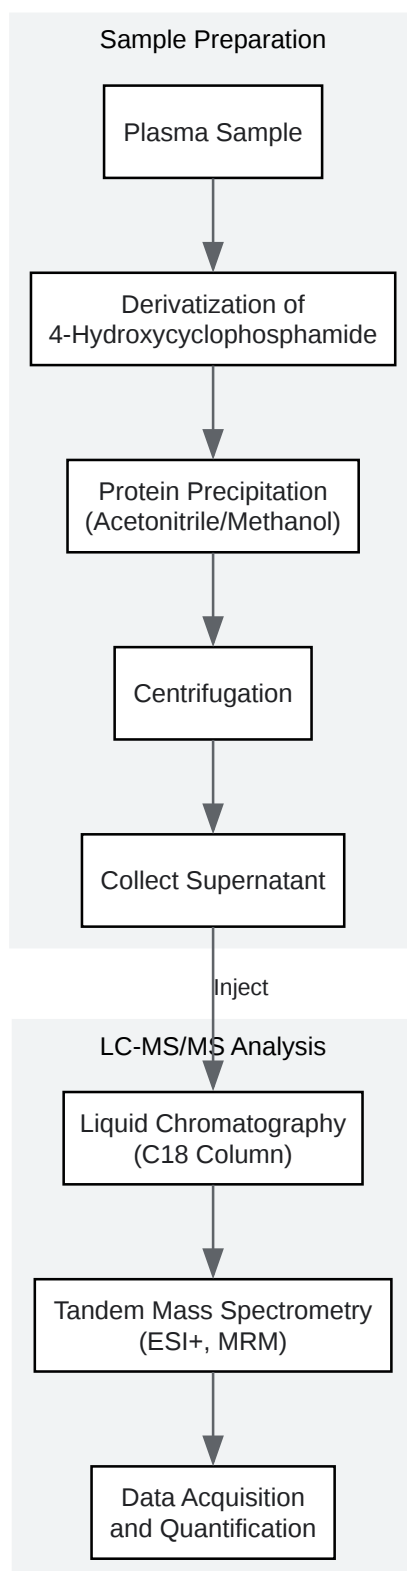 Sample Preparation
Plasma Sample
Derivatization of
4-Hydroxycyclophosphamide
Protein Precipitation
(Acetonitrile/Methanol)
Centrifugation
Collect Supernatant
Inject
LC-MS/MS Analysis
Liquid Chromatography
(C18 Column)
Tandem Mass Spectrometry
(ESI+, MRM)
Data Acquisition
and Quantification